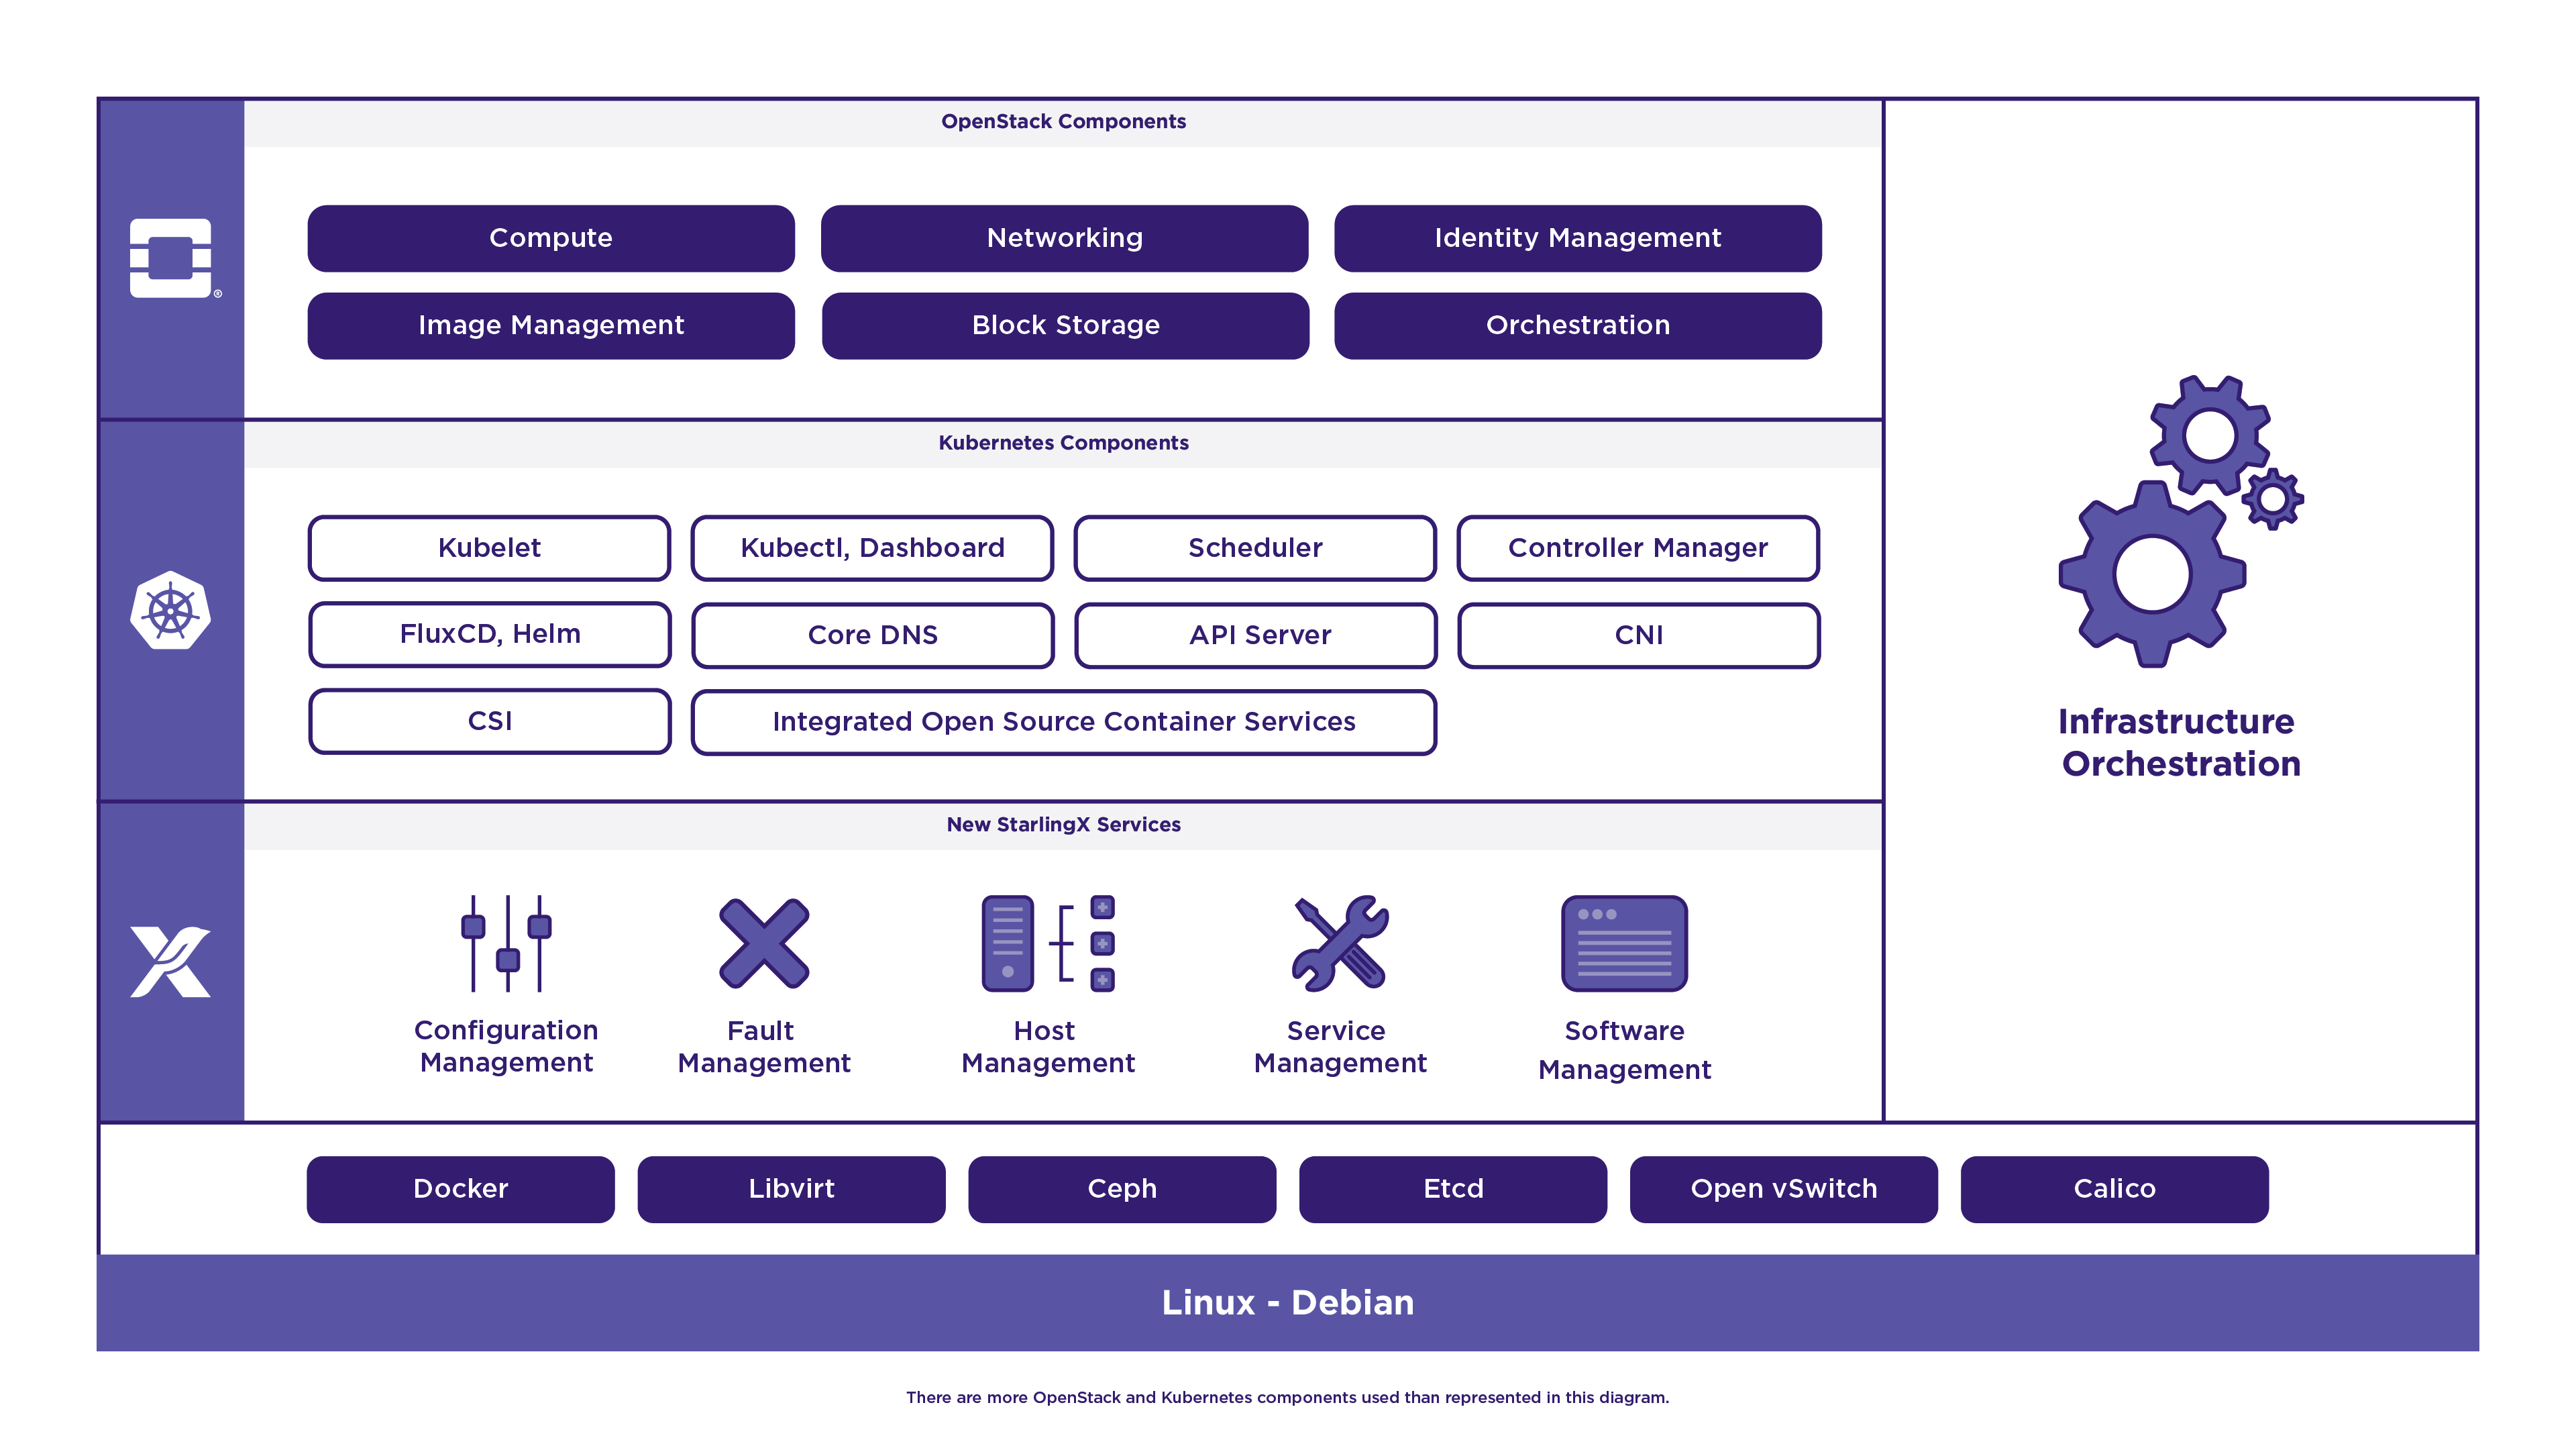 OpenStack Components
Compute
Networking
Identity Management
Image Management
Block Storage
Orchestration
Kubernetes Components
Kubelet
Kubectl, Dashboard
Scheduler
Controller Manager
FluxCD, Helm
Core DNS
API Server
CNI
CSI
Integrated Open Source Container Services
New StarlingX Services
Configuration
Management
Fault
Management
Host
Management
Service
Management
Software
Management
Infrastructure
Orchestration
Docker
Libvirt
Ceph
Etcd
Open vSwitch
Calico
Linux - Debian
There are more OpenStack and Kubernetes components used than represented in this diagram.